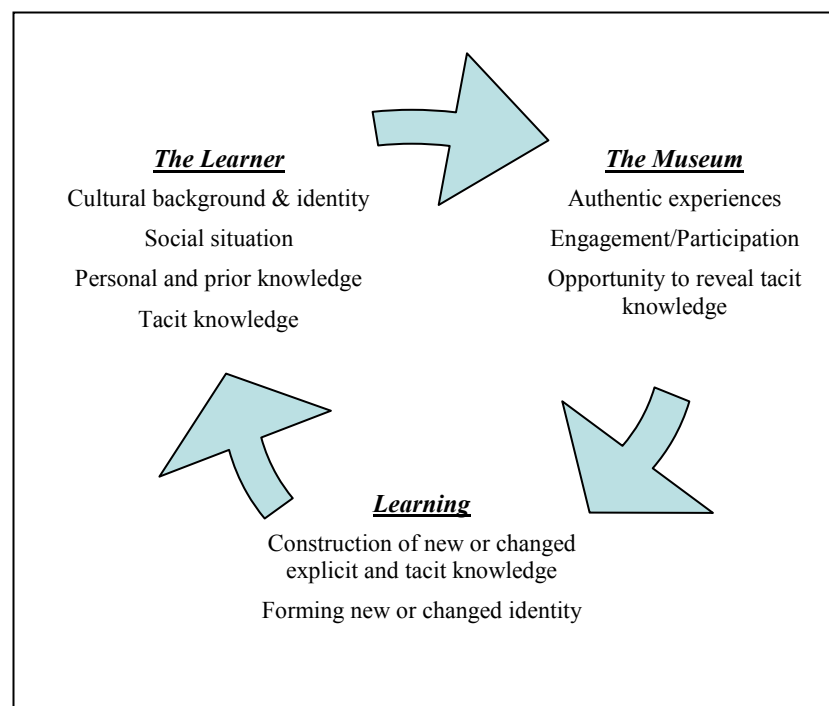 The Learner
Cultural background & identity
Social situation
Personal and prior knowledge
Tacit knowledge
The Museum
Authentic experiences
Engagement/Participation
Opportunity to reveal tacit
knowledge
Learning
Construction of new or changed
explicit and tacit knowledge
Forming new or changed identity